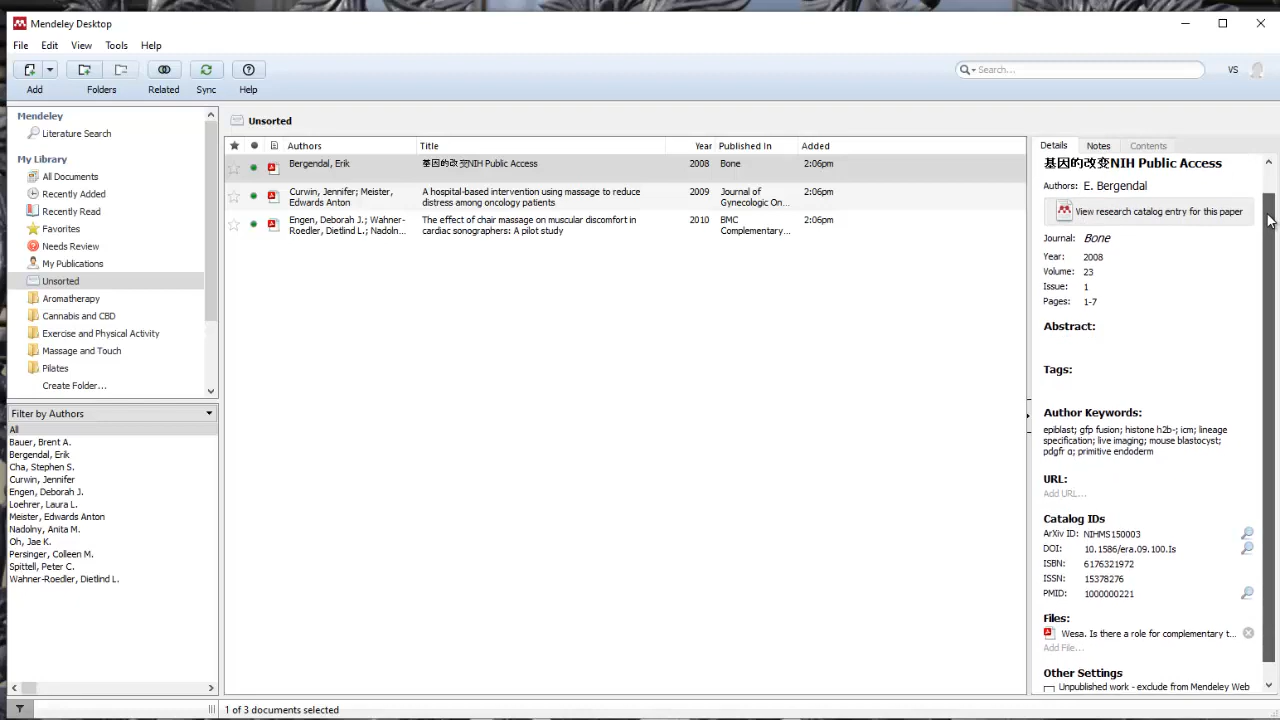 Mendeley Desktop
File Edit View Tools Help
Search...
VS
Add Folders Related Sync Help
Mendeley
Literature Search
My Library
All Documents
Recently Added
Recently Read
Favorites
Needs Review
My Publications
Unsorted
Aromatherapy
Cannabis and CBD
Exercise and Physical Activity
Massage and Touch
Pilates
Create Folder...
Filter by Authors
All
Bauer, Brent A.
Bergendal, Erik
Cha, Stephen S.
Curwin, Jennifer
Engen, Deborah J.
Loehrer, Laura L.
Meister, Edwards Anton
Nadolny, Anita M.
Oh, Jae K.
Persinger, Colleen M.
Spittell, Peter C.
Wahner-Roedler, Dietlind L.
Unsorted
Authors Title Year Published In Added
Bergendal, Erik 基因的改变NIH Public Access 2008 Bone 2:06pm
Curwin, Jennifer; Meister, A hospital-based intervention using massage to reduce 2009 Journal of 2:06pm
Edwards Anton distress among oncology patients Gynecologic On...
Engen, Deborah J.; Wahner- The effect of chair massage on muscular discomfort in 2010 BMC 2:06pm
Roedler, Dietlind L.; Nadoln... cardiac sonographers: A pilot study Complementary...
Details Notes Contents
基因的改变NIH Public Access
Authors: E. Bergendal
View research catalog entry for this paper
Journal: Bone
Year: 2008
Volume: 23
Issue: 1
Pages: 1-7
Abstract:
Tags:
Author Keywords:
epiblast; gfp fusion; histone h2b-; icm; lineage
specification; live imaging; mouse blastocyst;
pdgfr α; primitive endoderm
URL:
Add URL...
Catalog IDs
ArXiv ID: NIHMS150003
DOI: 10.1586/era.09.100.Is
ISBN: 6176321972
ISSN: 15378276
PMID: 1000000221
Files:
Wesa. Is there a role for complementary t...
Add File...
Other Settings
Unpublished work - exclude from Mendeley Web
1 of 3 documents selected